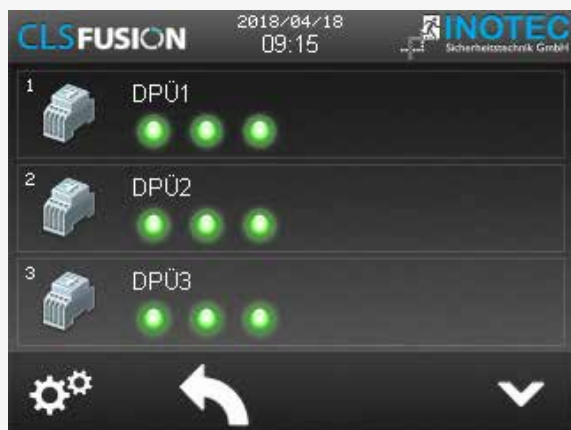 CLSFUSION
2018/04/18
09:15
INOTEC
Sicherheitstechnik GmbH
1
DPÜ1
2
DPÜ2
3
DPÜ3